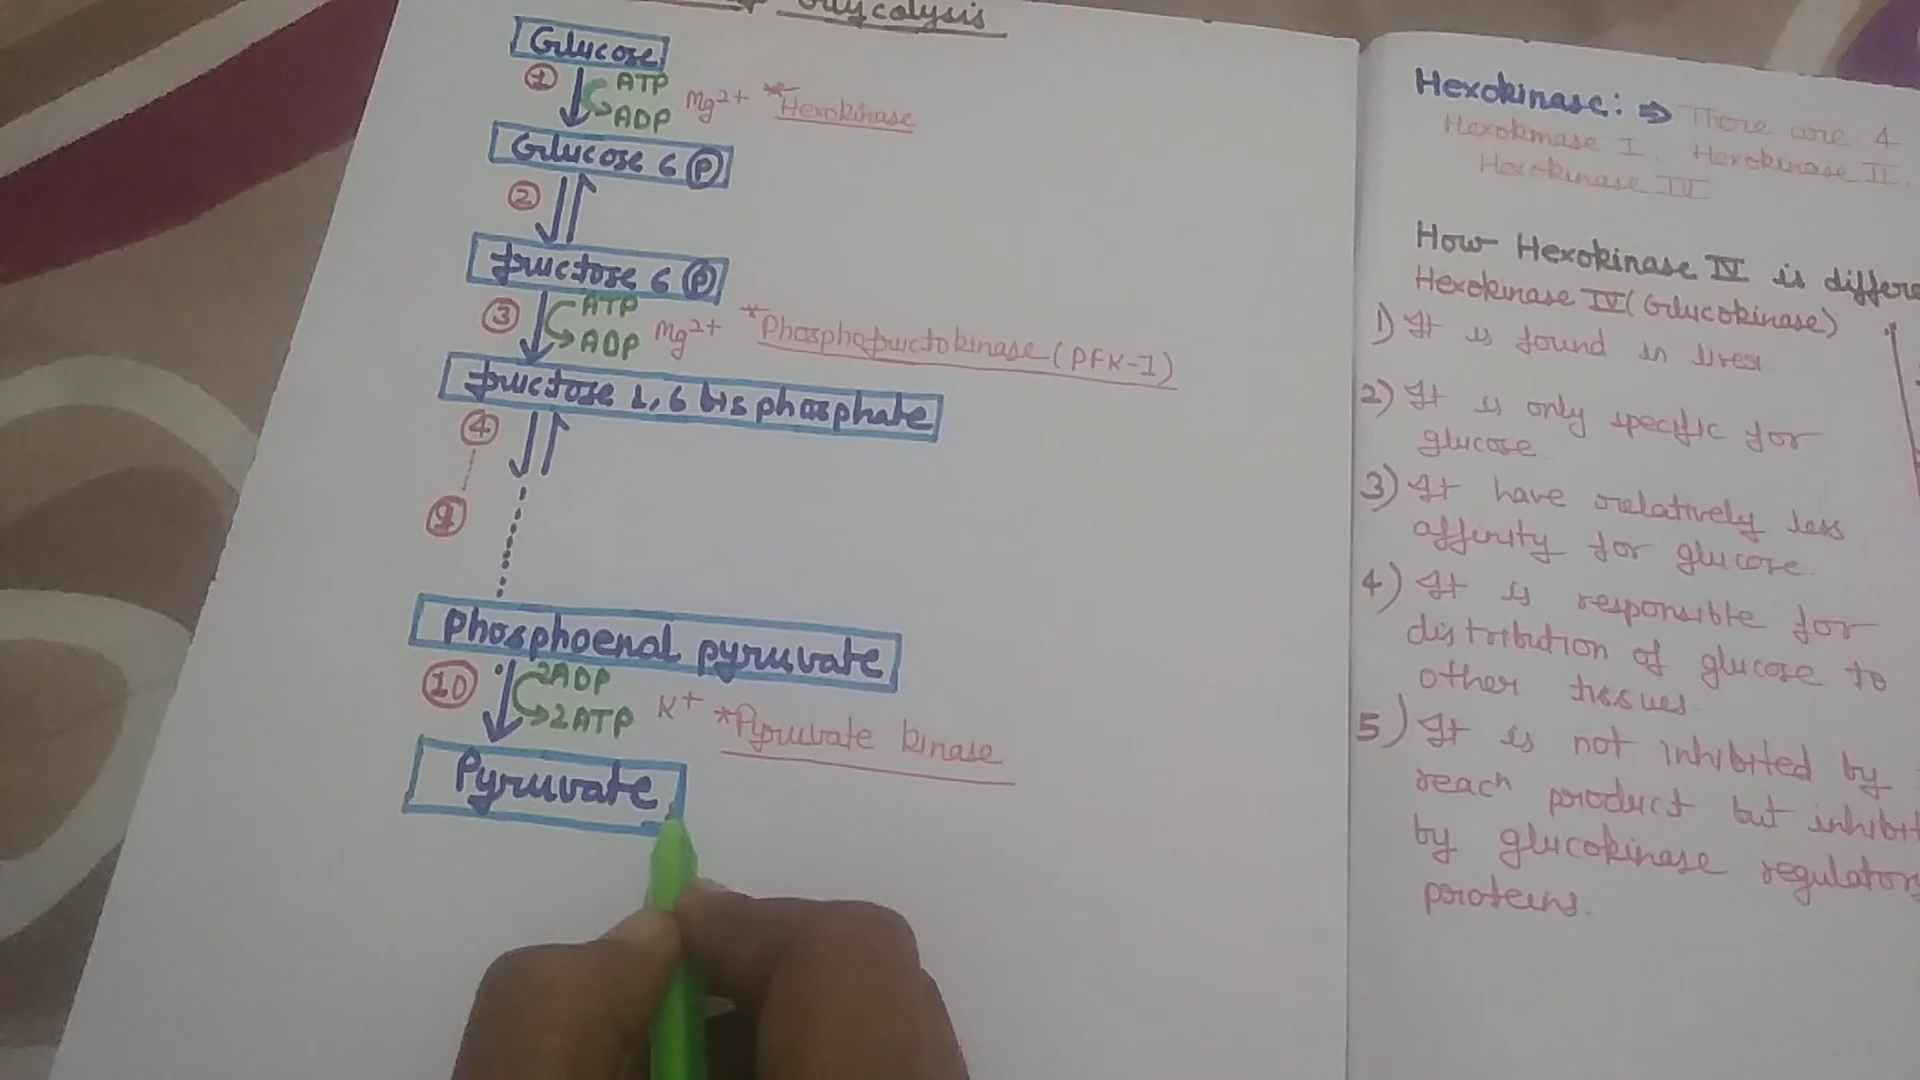 Glycolysis
Glucose
1
ATP
ADP
Mg2+ *Hexokinase
Glucose 6 P
2
fructose 6 P
3
ATP
ADP
Mg2+ *Phosphofructokinase (PFK-1)
fructose 1,6 bisphosphate
4
9
Phosphoenol pyruvate
10
2ADP
2ATP
K+ *Pyruvate kinase
Pyruvate
Hexokinase: ⇒ There are 4
Hexokinase I, Hexokinase II,
Hexokinase IV
How Hexokinase IV is differe
Hexokinase IV (Glucokinase)
1) It is found in liver
2) It is only specific for
glucose
3) It have relatively less
affinity for glucose.
4) It is responsible for
distribution of glucose to
other tissues.
5) It is not inhibited by
reach product but inhibit
by glucokinase regulatory
proteins.